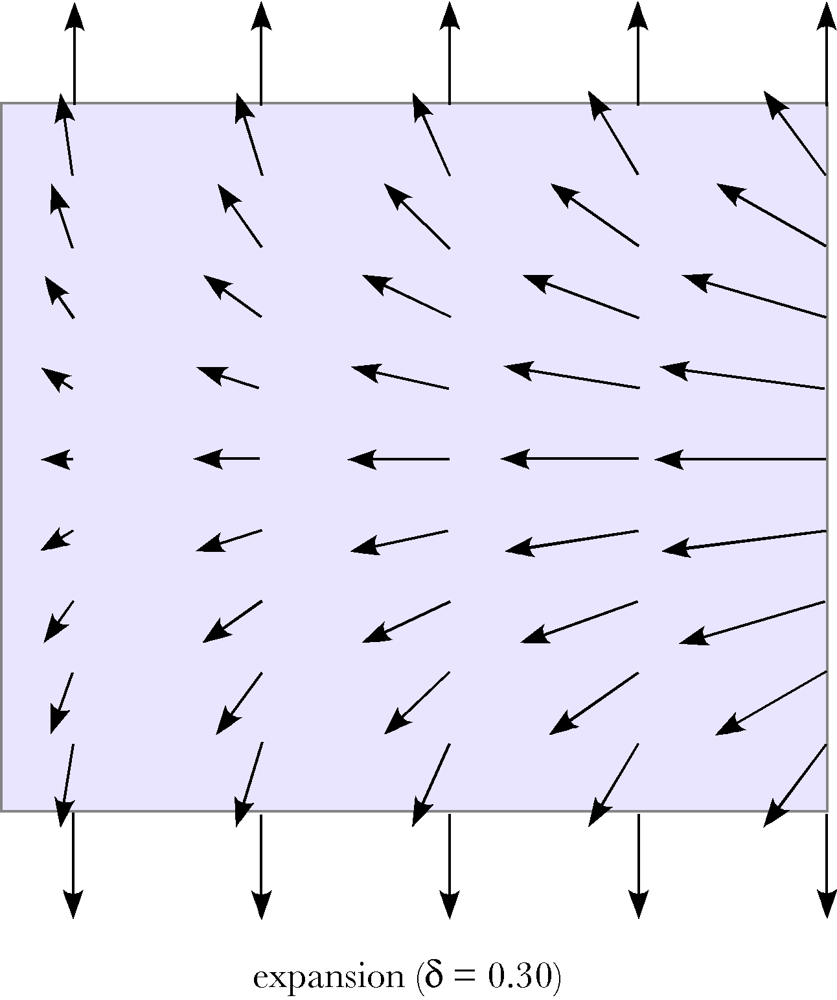 expansion (δ = 0.30)